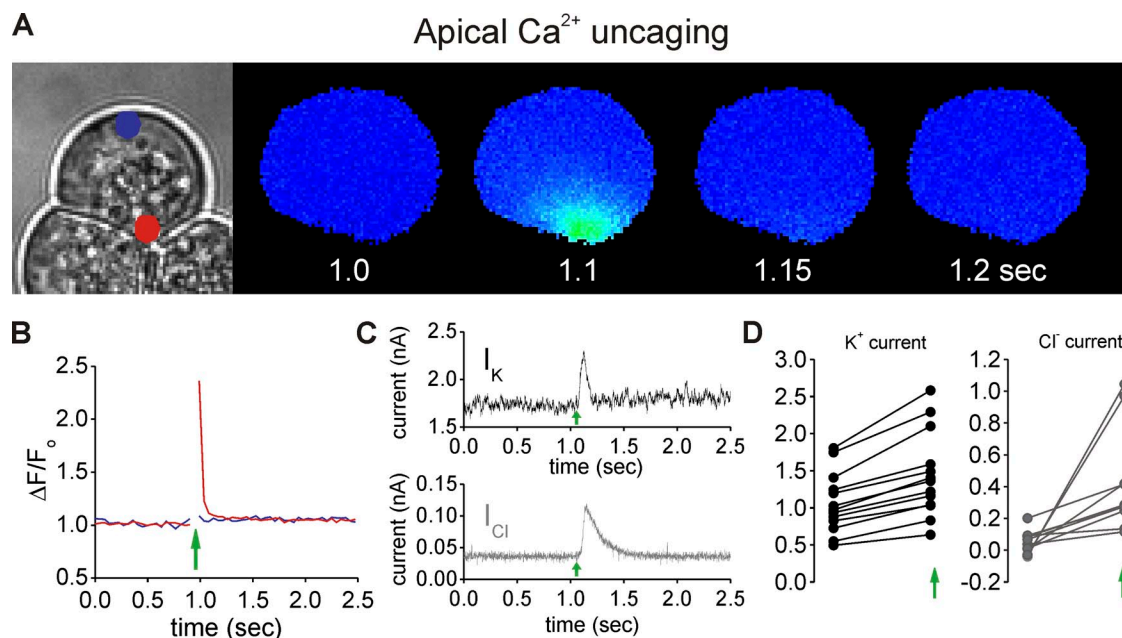 A
Apical Ca²⁺ uncaging
1.0
1.1
1.15
1.2 sec
B
2.5
2.0
1.5
1.0
0.5
ΔF/Fₒ
0.0 0.5 1.0 1.5 2.0 2.5
time (sec)
C
current (nA)
2.5
2.0
1.5
I_K
0.0 0.5 1.0 1.5 2.0 2.5
time (sec)
current (nA)
0.15
0.10
0.05
0.00
I_Cl
0.0 0.5 1.0 1.5 2.0 2.5
time (sec)
D
K⁺ current
3.0
2.5
2.0
1.5
1.0
0.5
0.0
Cl⁻ current
1.2
1.0
0.8
0.6
0.4
0.2
0.0
-0.2